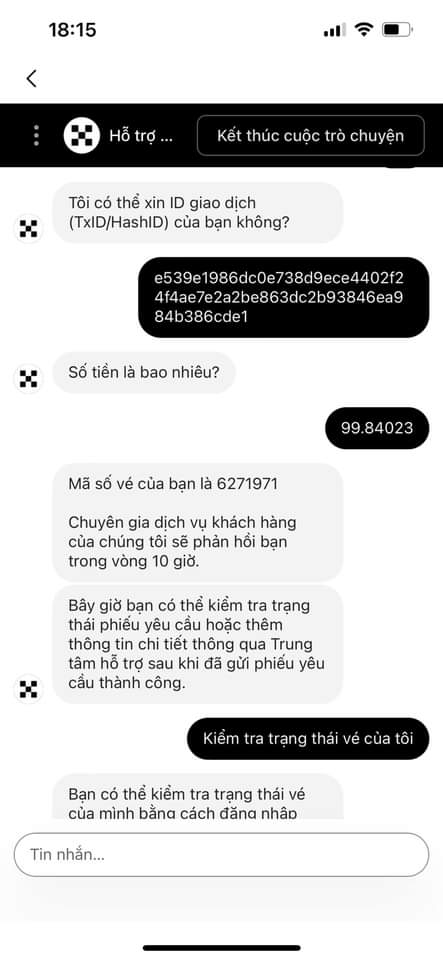 18:15
Hỗ trợ ...
Kết thúc cuộc trò chuyện
Tôi có thể xin ID giao dịch
(TxID/HashID) của bạn không?
e539e1986dc0e738d9ece4402f2
4f4ae7e2a2be863dc2b93846ea9
84b386cde1
Số tiền là bao nhiêu?
99.84023
Mã số vé của bạn là 6271971
Chuyên gia dịch vụ khách hàng
của chúng tôi sẽ phản hồi bạn
trong vòng 10 giờ.
Bây giờ bạn có thể kiểm tra trạng
thái phiếu yêu cầu hoặc thêm
thông tin chi tiết thông qua Trung
tâm hỗ trợ sau khi đã gửi phiếu yêu
cầu thành công.
Kiểm tra trạng thái vé của tôi
Bạn có thể kiểm tra trạng thái vé
của mình bằng cách đăng nhập
Tin nhắn...